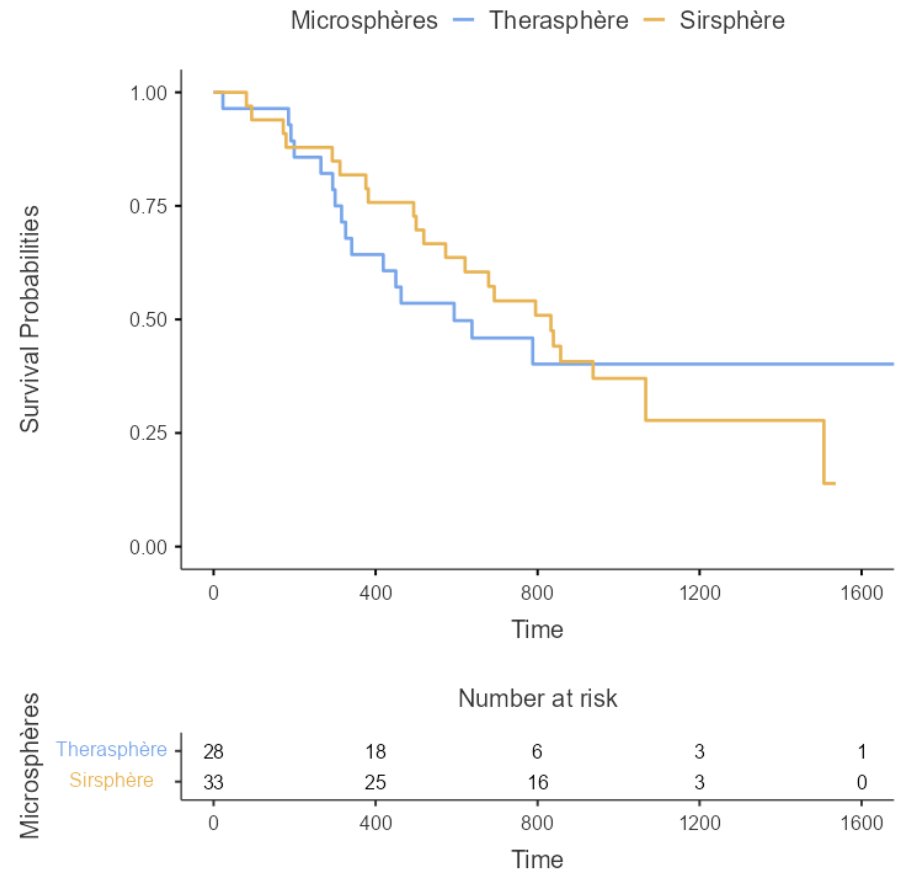 Microsphères Therasphère Sirsphère
1.00
0.75
0.50
0.25
0.00
Survival Probabilities
0 400 800 1200 1600
Time
Number at risk
Microsphères
Therasphère 28 18 6 3 1
Sirsphère 33 25 16 3 0
0 400 800 1200 1600
Time